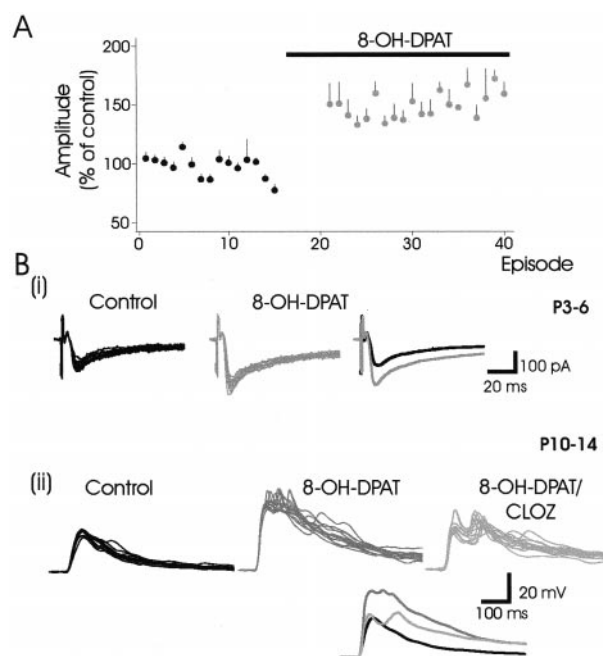 A
8-OH-DPAT
200
150
100
50
Amplitude
(% of control)
0 10 20 30 40
Episode
B
(i)
Control
8-OH-DPAT
P3-6
100 pA
20 ms
P10-14
(ii)
Control
8-OH-DPAT
8-OH-DPAT/
CLOZ
20 mV
100 ms